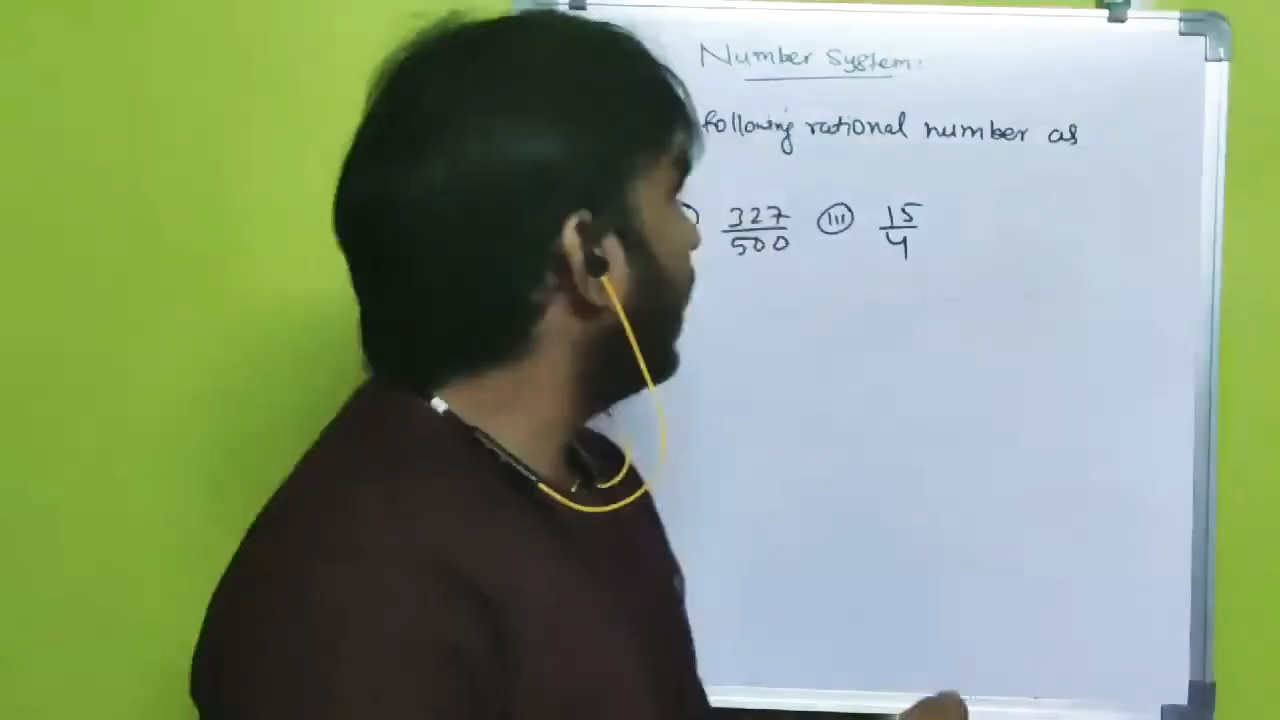 Number System:
following rational number as
327/500 (iii) 15/4